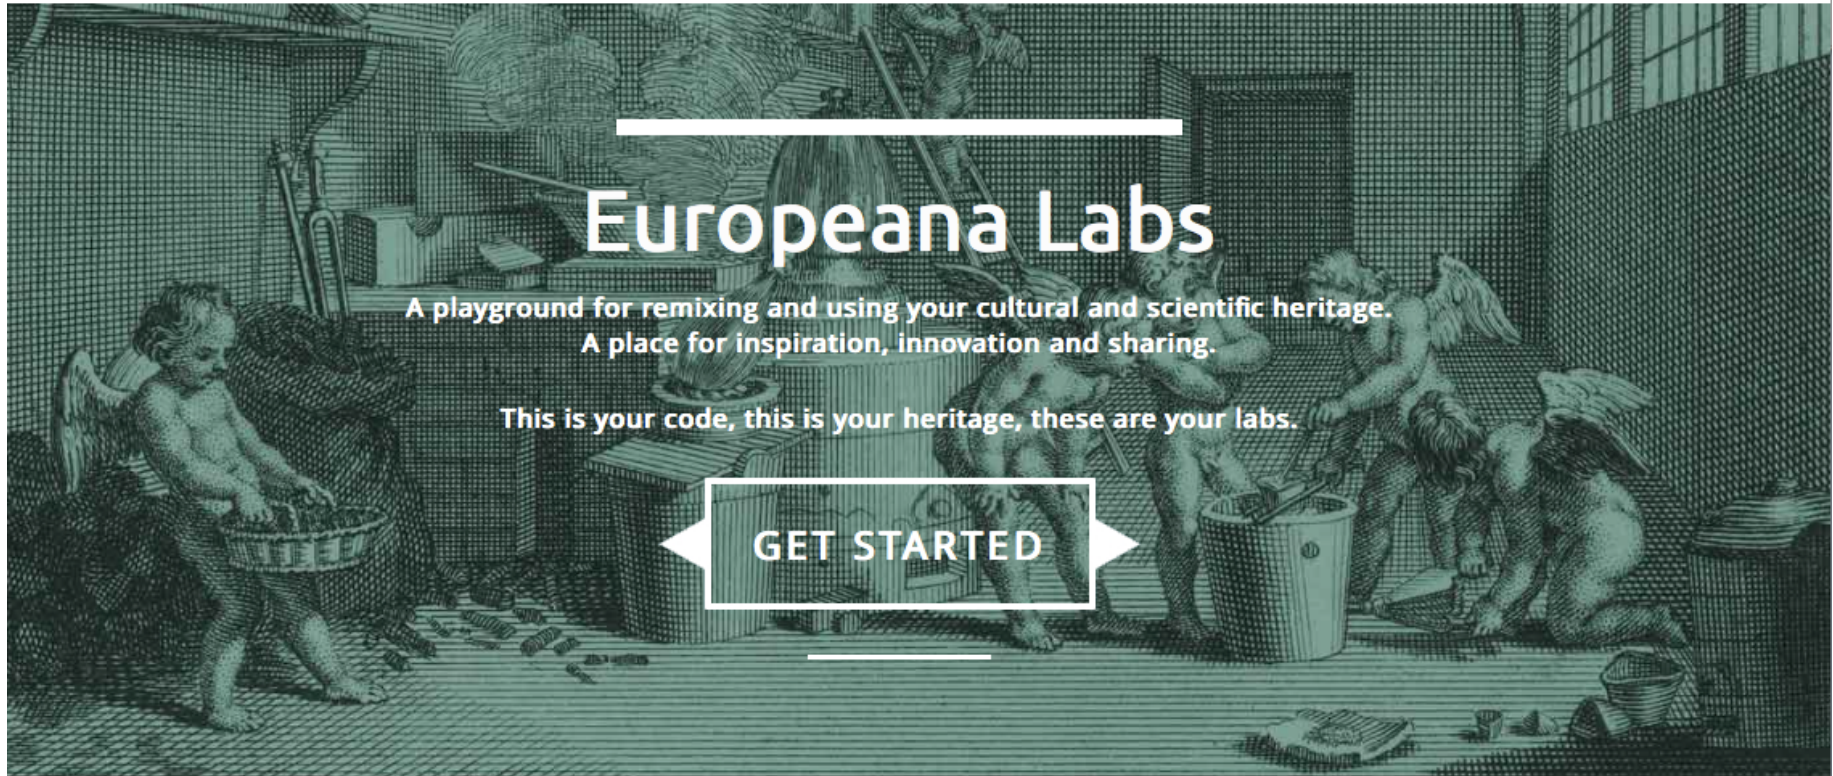 Europeana Labs
A playground for remixing and using your cultural and scientific heritage.
A place for inspiration, innovation and sharing.
This is your code, this is your heritage, these are your labs.
GET STARTED